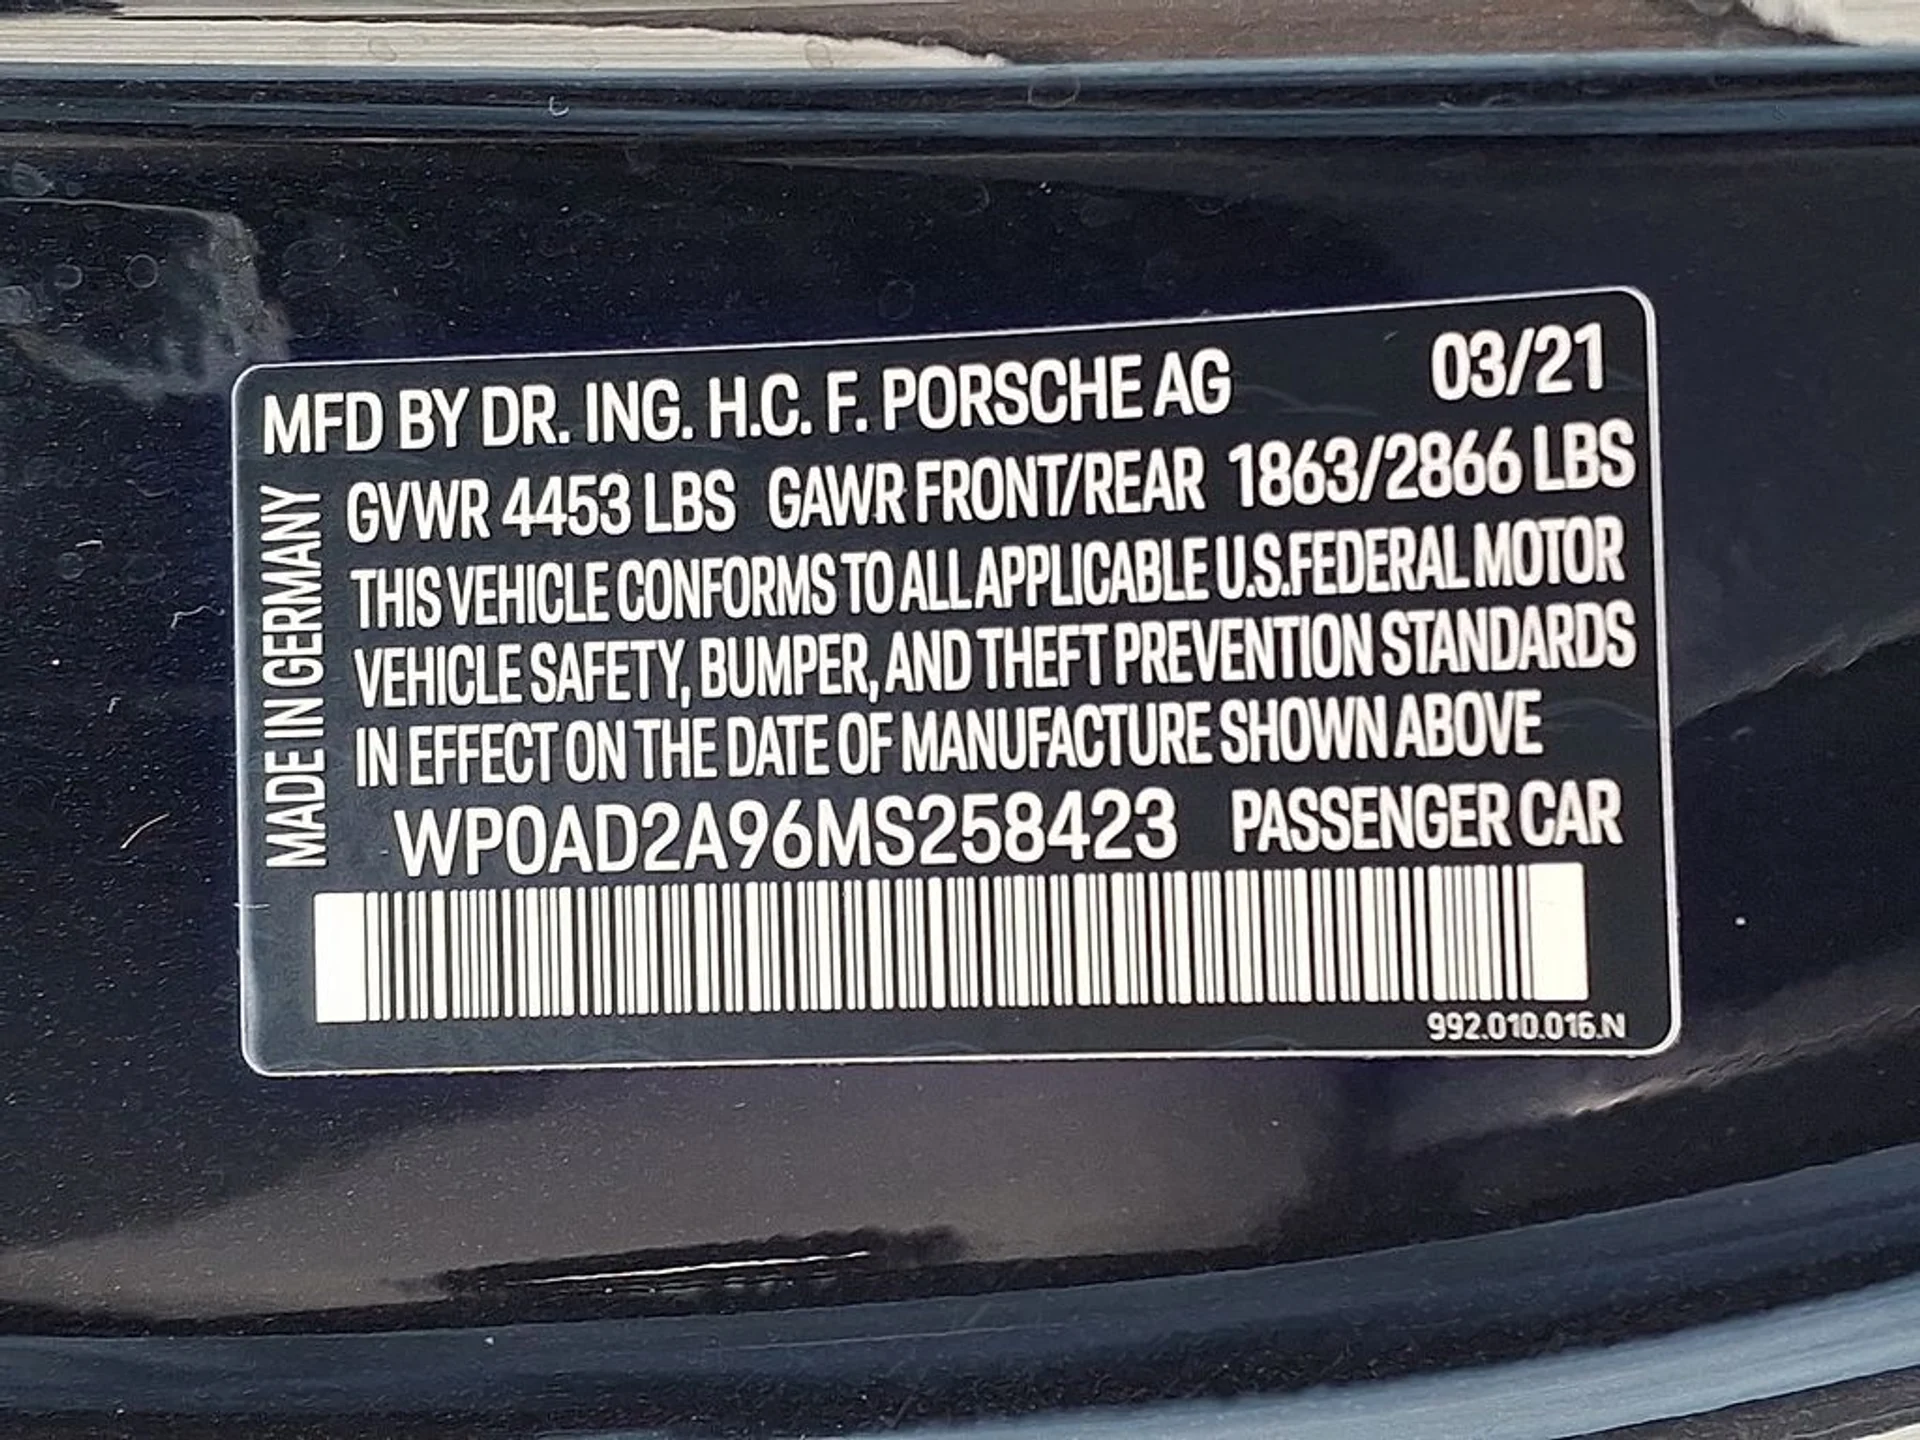 MFD BY DR. ING. H.C. F. PORSCHE AG 03/21
GVWR 4453 LBS GAWR FRONT/REAR 1863/2866 LBS
THIS VEHICLE CONFORMS TO ALL APPLICABLE U.S.FEDERAL MOTOR
VEHICLE SAFETY, BUMPER, AND THEFT PREVENTION STANDARDS
IN EFFECT ON THE DATE OF MANUFACTURE SHOWN ABOVE
WP0AD2A96MS258423 PASSENGER CAR
MADE IN GERMANY
992.010.016.N